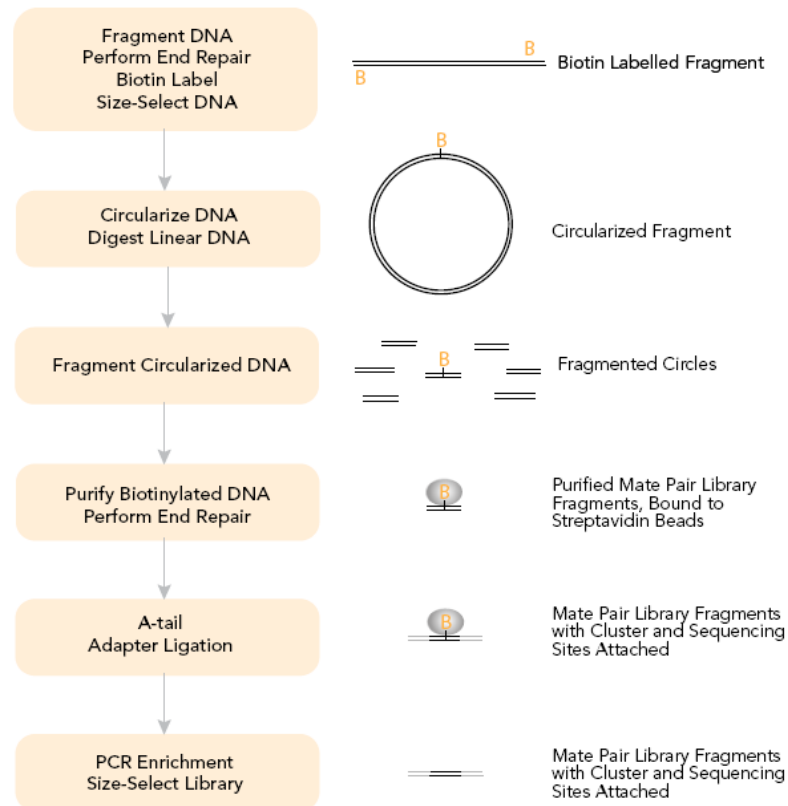 Fragment DNA
Perform End Repair
Biotin Label
Size-Select DNA
B
B
Biotin Labelled Fragment
Circularize DNA
Digest Linear DNA
B
Circularized Fragment
Fragment Circularized DNA
B
Fragmented Circles
Purify Biotinylated DNA
Perform End Repair
B
Purified Mate Pair Library
Fragments, Bound to
Streptavidin Beads
A-tail
Adapter Ligation
B
Mate Pair Library Fragments
with Cluster and Sequencing
Sites Attached
PCR Enrichment
Size-Select Library
Mate Pair Library Fragments
with Cluster and Sequencing
Sites Attached